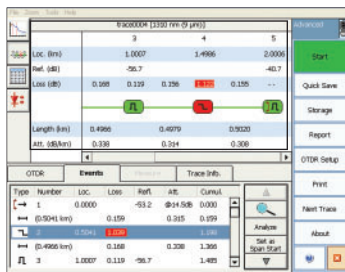 File Zoom Tools Help
trace0004 [1310 nm (9 µm)]
Advanced
3 4 5
Loc. (km) 1.0007 1.4986 2.0006
Refl. (dB) -56.7 -40.7
Loss (dB) 0.168 0.119 0.156 1.122 0.155 --
Length (km) 0.4966 0.4979 0.5020
Att. (dB/km) 0.338 0.314 0.308
Start
Quick Save
Storage
Report
OTDR Setup
Print
Next Trace
About
OTDR Events Measure Trace Info.
Type Number Loc. Loss Refl. Att. Cumul.
1 0.0000 -53.2 @14.5dB 0.000
(0.5041 km) 0.159 0.315 0.159
2 0.5041 1.039 1.198
(0.4966 km) 0.168 0.338 1.366
3 1.0007 0.119 -56.7 1.485
Analyze
Set as
Span Start